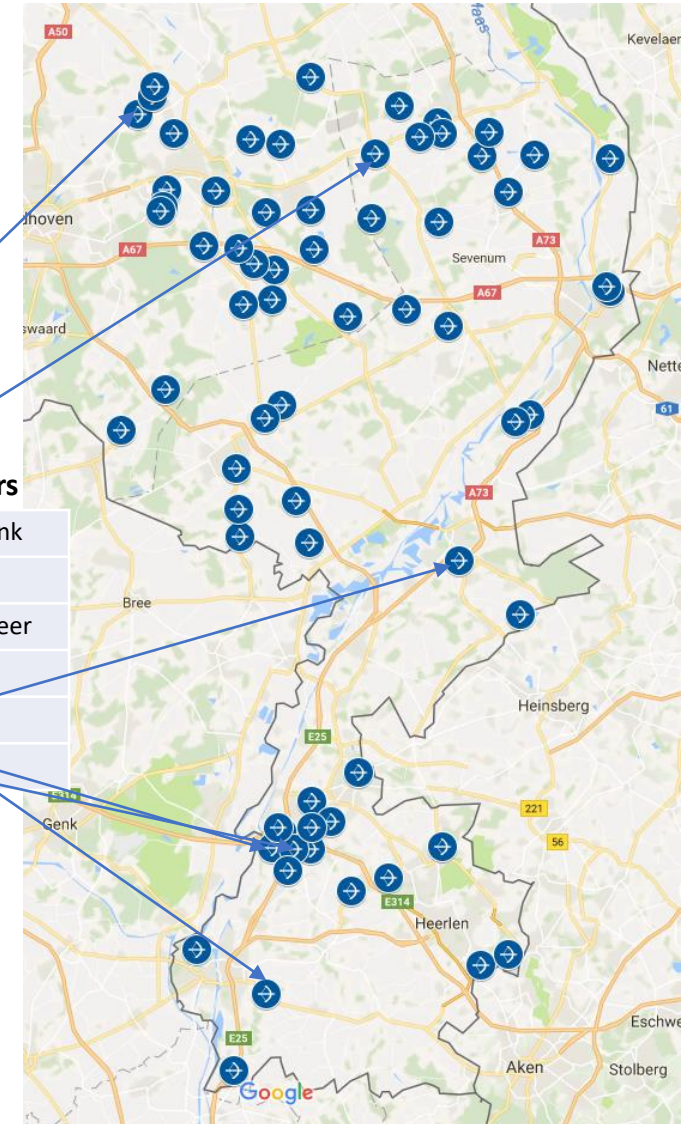 A50
Maas
Kevelaer
dhoven
A67
A73
Sevenum
A67
swaard
Nette
61
rs
A73
nk
Bree
eer
Heinsberg
E25
E314
221
Genk
56
E314
Heerlen
E25
Eschwe
Aken
Stolberg
Google